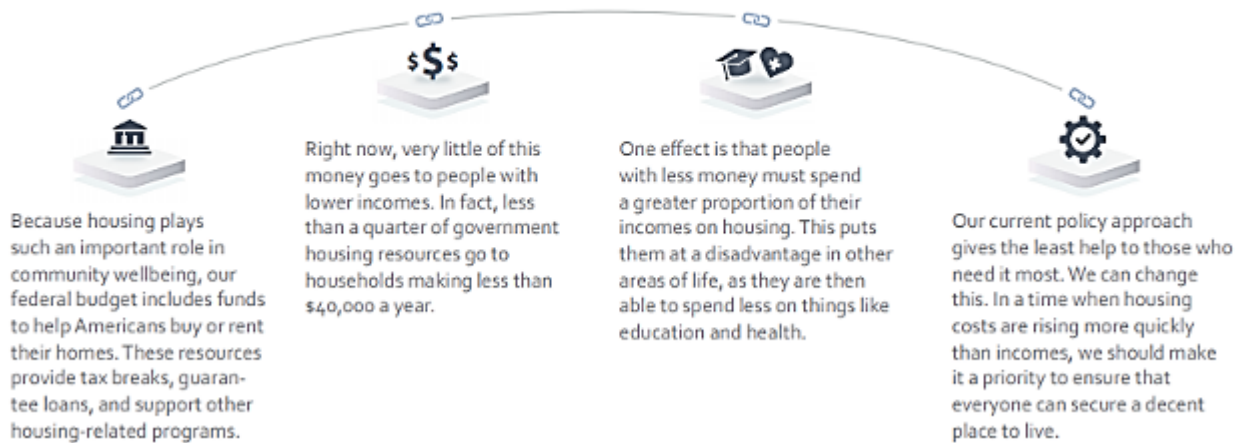 $$$
Because housing plays
such an important role in
community wellbeing, our
federal budget includes funds
to help Americans buy or rent
their homes. These resources
provide tax breaks, guaran-
tee loans, and support other
housing-related programs.
Right now, very little of this
money goes to people with
lower incomes. In fact, less
than a quarter of government
housing resources go to
households making less than
$40,000 a year.
One effect is that people
with less money must spend
a greater proportion of their
incomes on housing. This puts
them at a disadvantage in other
areas of life, as they are then
able to spend less on things like
education and health.
Our current policy approach
gives the least help to those who
need it most. We can change
this. In a time when housing
costs are rising more quickly
than incomes, we should make
it a priority to ensure that
everyone can secure a decent
place to live.